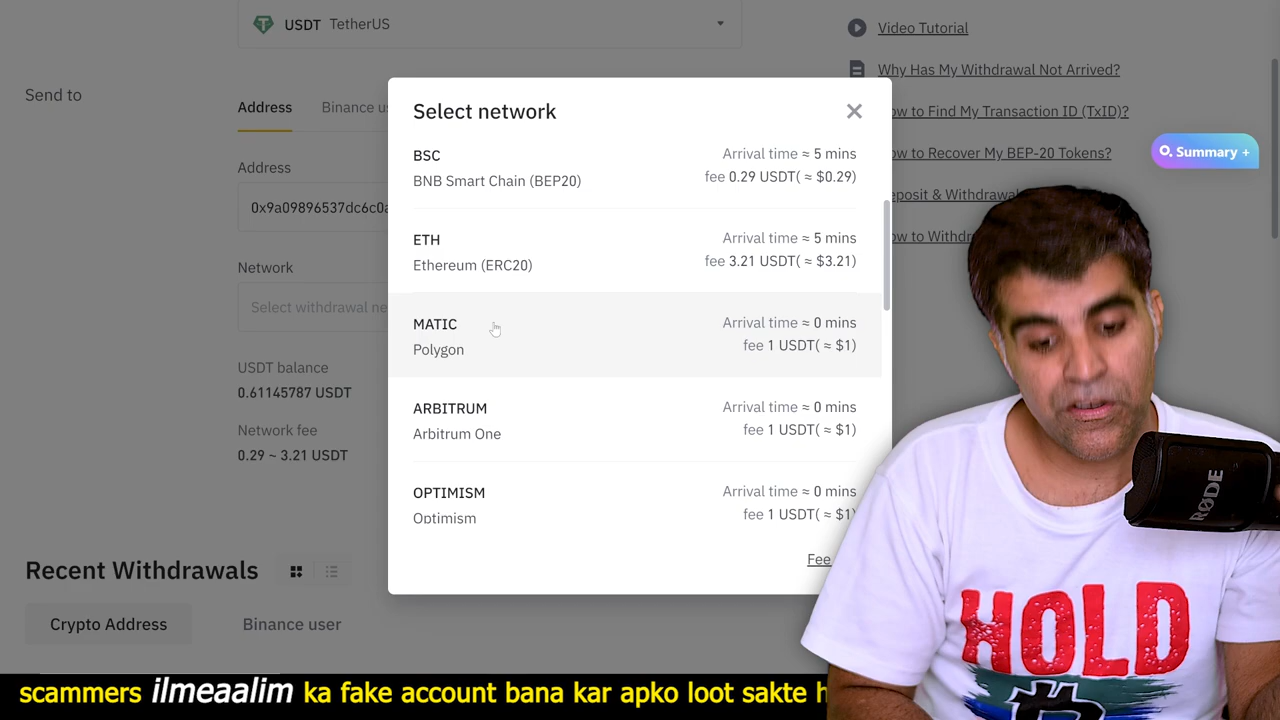 USDT TetherUS
Video Tutorial
Send to
Address Binance us
Why Has My Withdrawal Not Arrived?
ow to Find My Transaction ID (TxID)?
ow to Recover My BEP-20 Tokens?
eposit & Withdrawal
ow to Withdr
Summary +
Address
0x9a09896537dc6c0a
Network
Select withdrawal ne
USDT balance
0.61145787 USDT
Network fee
0.29 ~ 3.21 USDT
Select network
BSC Arrival time ≈ 5 mins
BNB Smart Chain (BEP20) fee 0.29 USDT( ≈ $0.29)
ETH Arrival time ≈ 5 mins
Ethereum (ERC20) fee 3.21 USDT( ≈ $3.21)
MATIC Arrival time ≈ 0 mins
Polygon fee 1 USDT( ≈ $1)
ARBITRUM Arrival time ≈ 0 mins
Arbitrum One fee 1 USDT( ≈ $1)
OPTIMISM Arrival time ≈ 0 mins
Optimism fee 1 USDT( ≈ $1)
Fee
Recent Withdrawals
Crypto Address Binance user
RØDE
HOLD
scammers ilmeaalim ka fake account bana kar apko loot sakte h